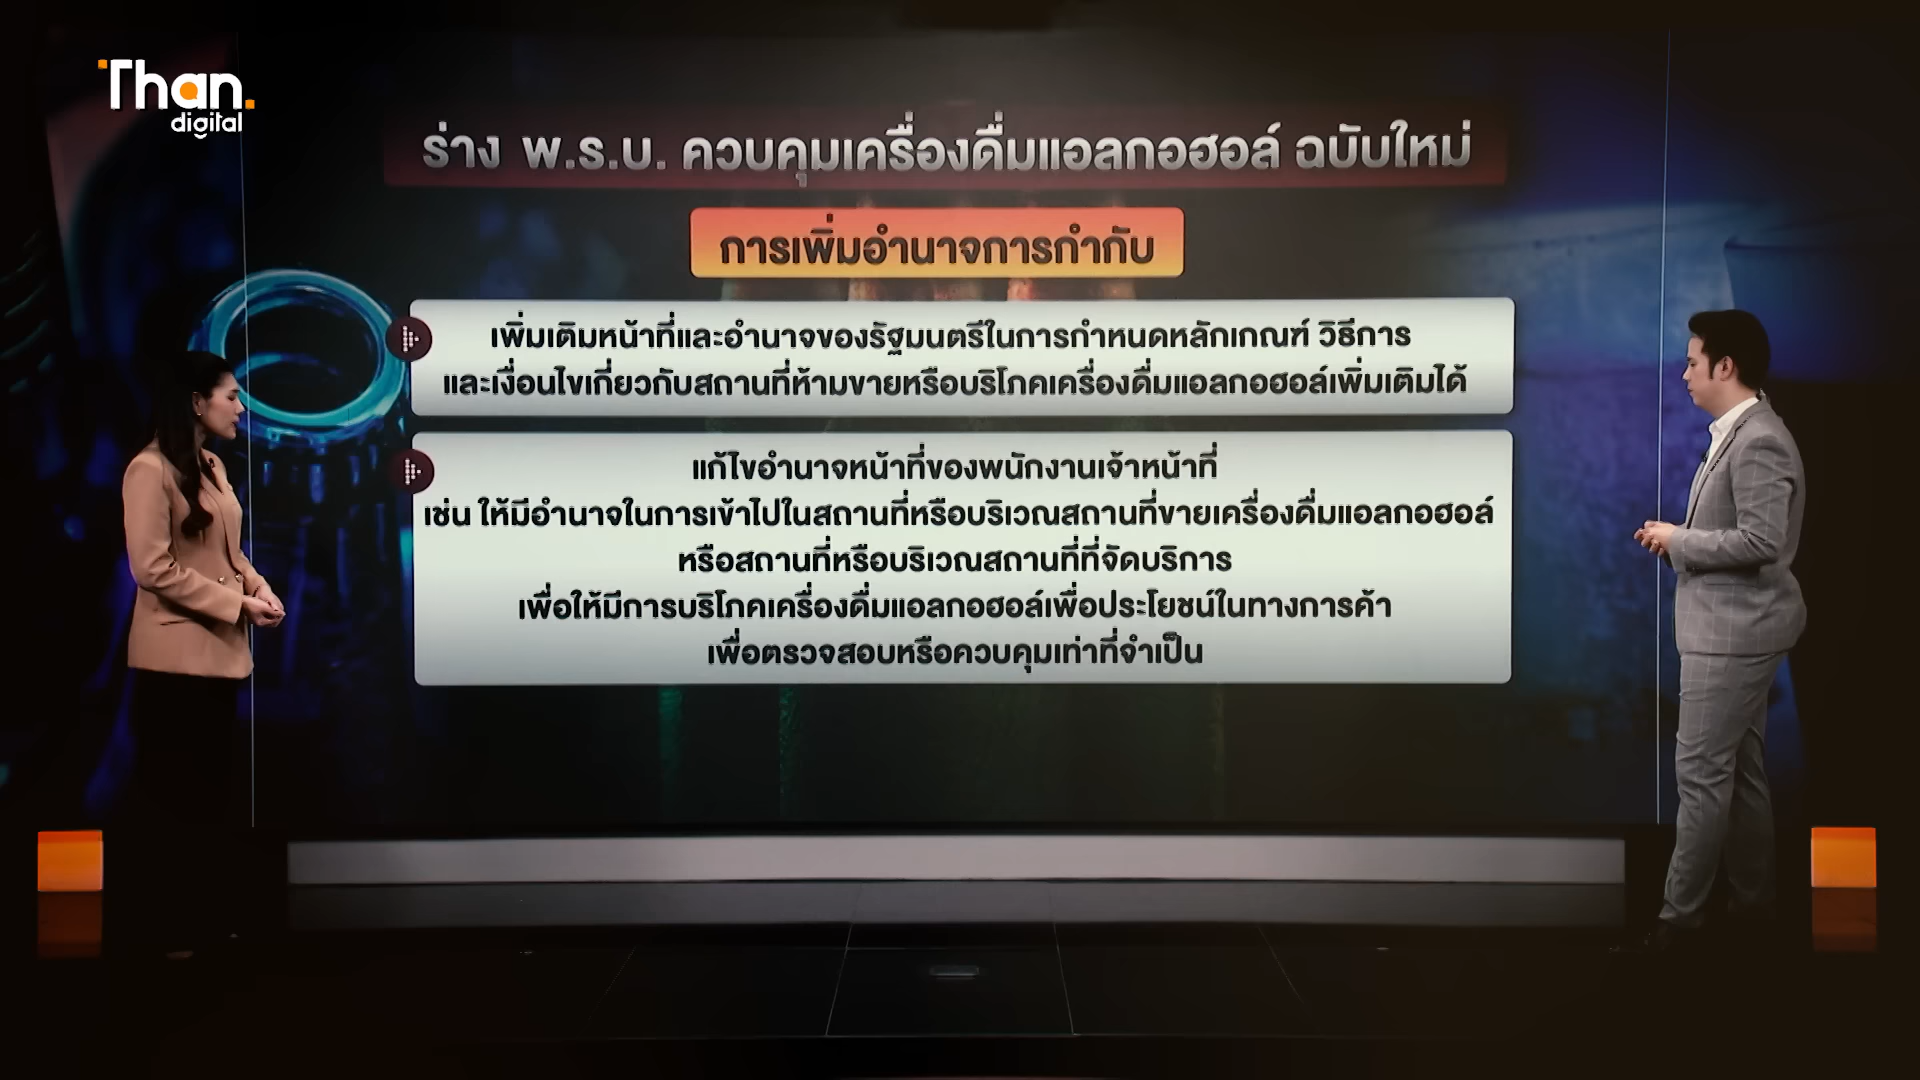 Than.
digital
ร่าง พ.ร.บ. ควบคุมเครื่องดื่มแอลกอฮอล์ ฉบับใหม่
การเพิ่มอำนาจการกำกับ
เพิ่มเติมหน้าที่และอำนาจของรัฐมนตรีในการกำหนดหลักเกณฑ์ วิธีการ
และเงื่อนไขเกี่ยวกับสถานที่ห้ามขายหรือบริโภคเครื่องดื่มแอลกอฮอล์เพิ่มเติมได้
แก้ไขอำนาจหน้าที่ของพนักงานเจ้าหน้าที่
เช่น ให้มีอำนาจในการเข้าไปในสถานที่หรือบริเวณสถานที่ขายเครื่องดื่มแอลกอฮอล์
หรือสถานที่หรือบริเวณสถานที่ที่จัดบริการ
เพื่อให้มีการบริโภคเครื่องดื่มแอลกอฮอล์เพื่อประโยชน์ในทางการค้า
เพื่อตรวจสอบหรือควบคุมเท่าที่จำเป็น